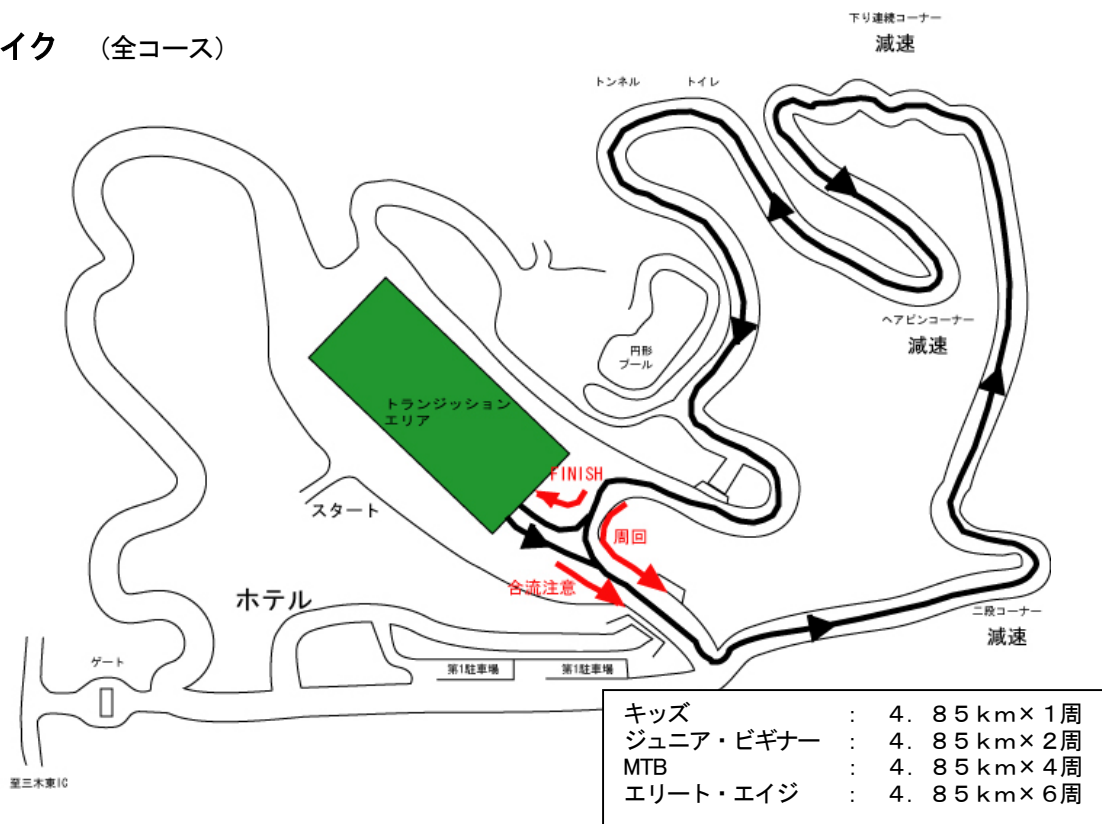 イク （全コース）
下り連続コーナー
減速
トンネル
トイレ
ヘアピンコーナー
減速
円形
プール
トランジッション
エリア
FINISH
スタート
周回
合流注意
ホテル
二段コーナー
減速
ゲート
第1駐車場
第1駐車場
至三木東IC
キッズ ： 4．85km×1周
ジュニア・ビギナー ： 4．85km×2周
MTB ： 4．85km×4周
エリート・エイジ ： 4．85km×6周